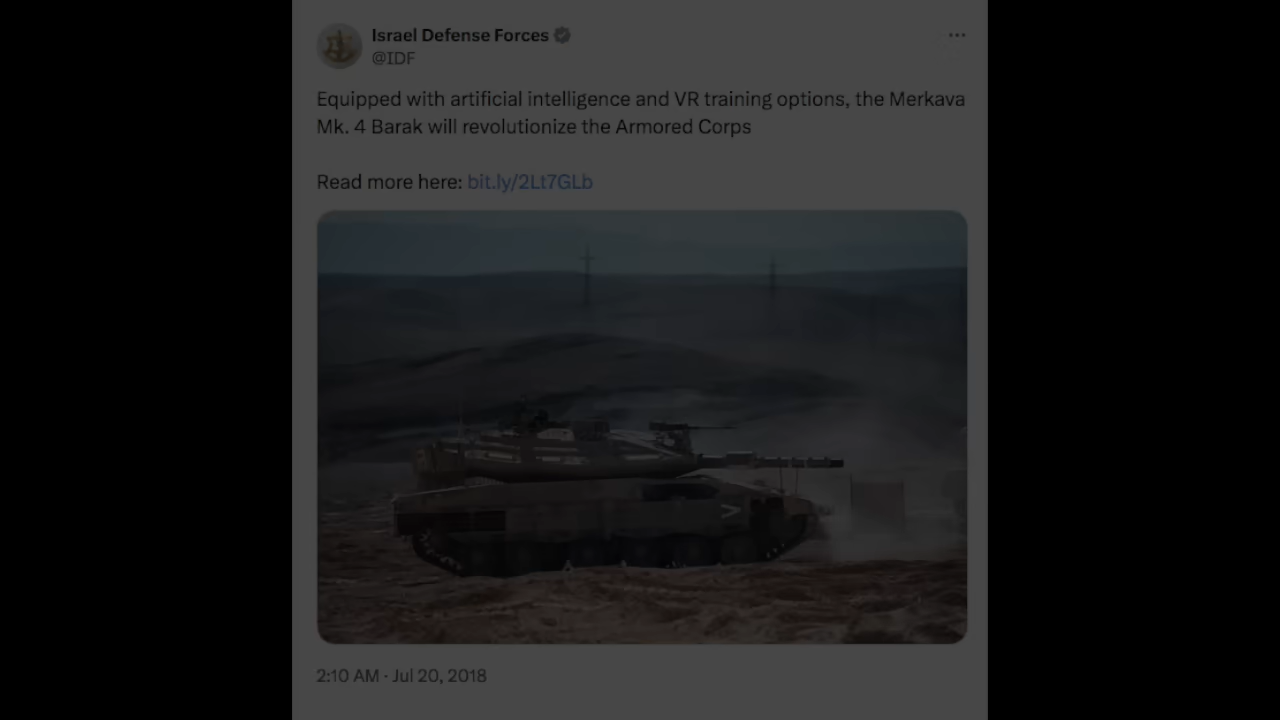 Israel Defense Forces
@IDF
Equipped with artificial intelligence and VR training options, the Merkava
Mk. 4 Barak will revolutionize the Armored Corps
Read more here: bit.ly/2Lt7GLb
2:10 AM · Jul 20, 2018